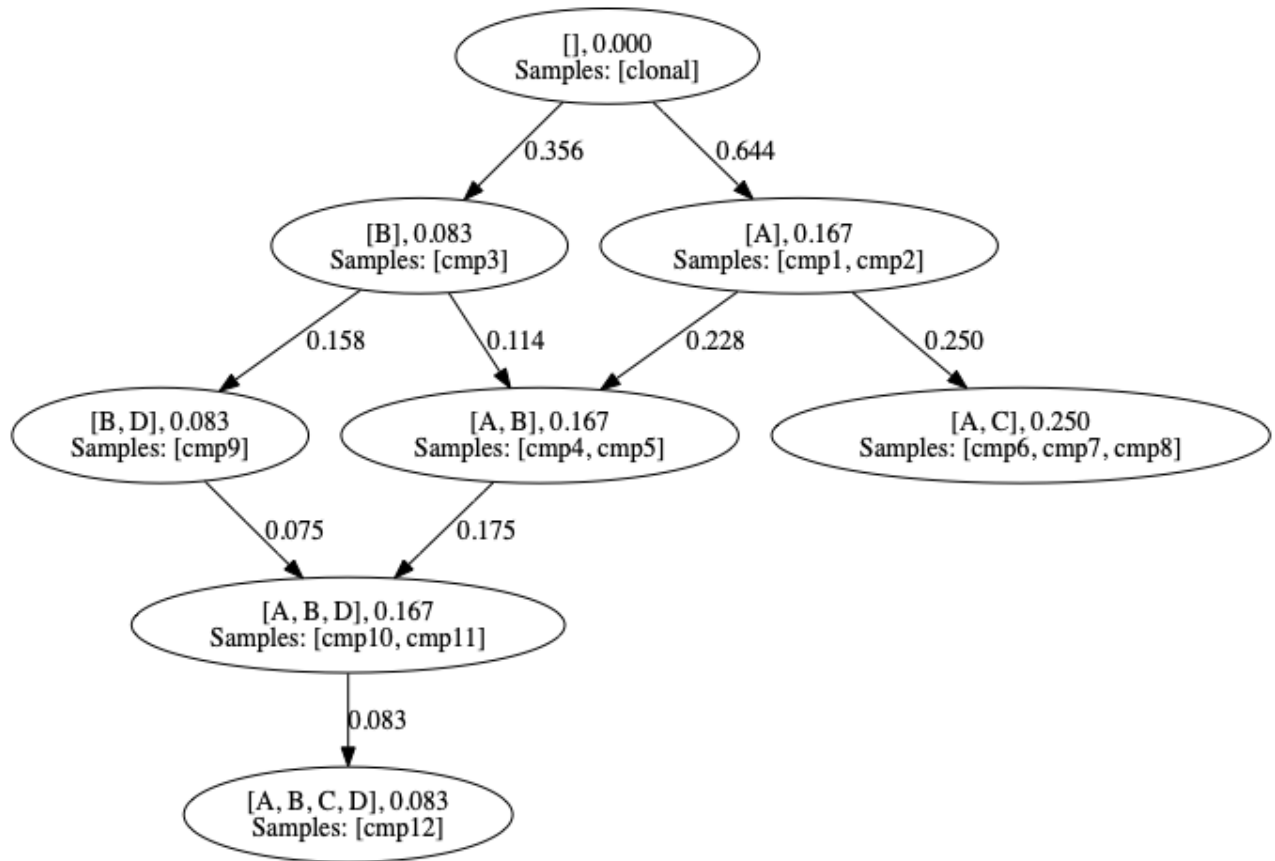 [], 0.000
Samples: [clonal]
0.356
0.644
[B], 0.083
Samples: [cmp3]
[A], 0.167
Samples: [cmp1, cmp2]
0.158
0.114
0.228
0.250
[B, D], 0.083
Samples: [cmp9]
[A, B], 0.167
Samples: [cmp4, cmp5]
[A, C], 0.250
Samples: [cmp6, cmp7, cmp8]
0.075
0.175
[A, B, D], 0.167
Samples: [cmp10, cmp11]
0.083
[A, B, C, D], 0.083
Samples: [cmp12]